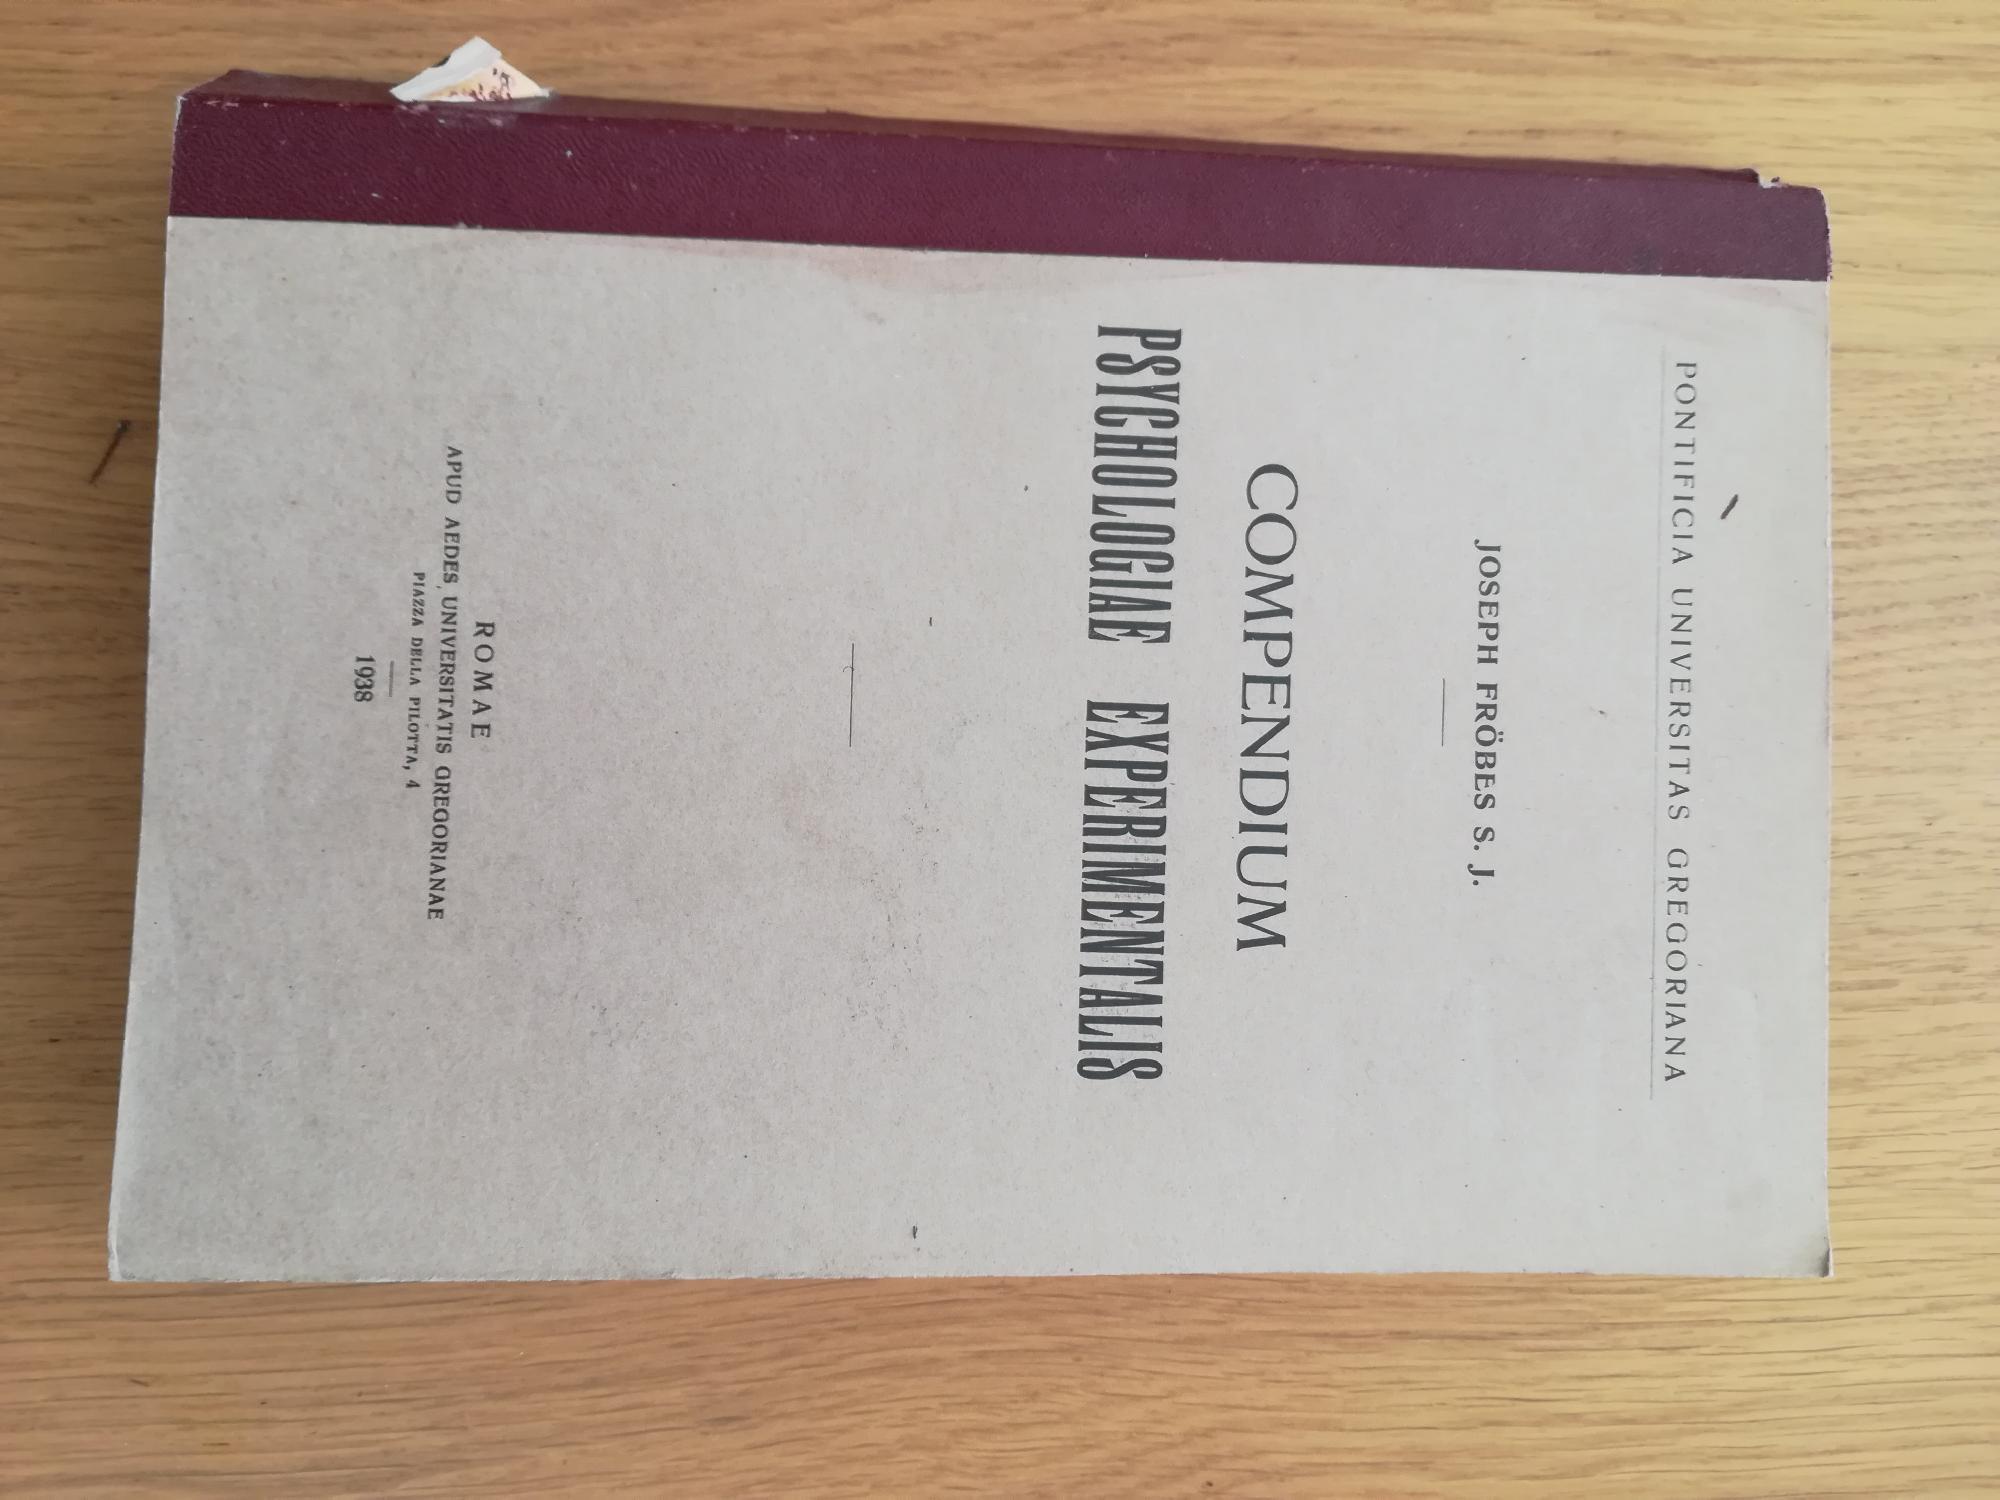 PONTIFICIA UNIVERSITAS GREGORIANA
JOSEPH FRÖBES S. J.
COMPENDIUM
PSYCHOLOGIAE EXPERIMENTALIS
ROMAE
APUD AEDES UNIVERSITATIS GREGORIANAE
PIAZZA DELLA PILOTTA, 4
1938